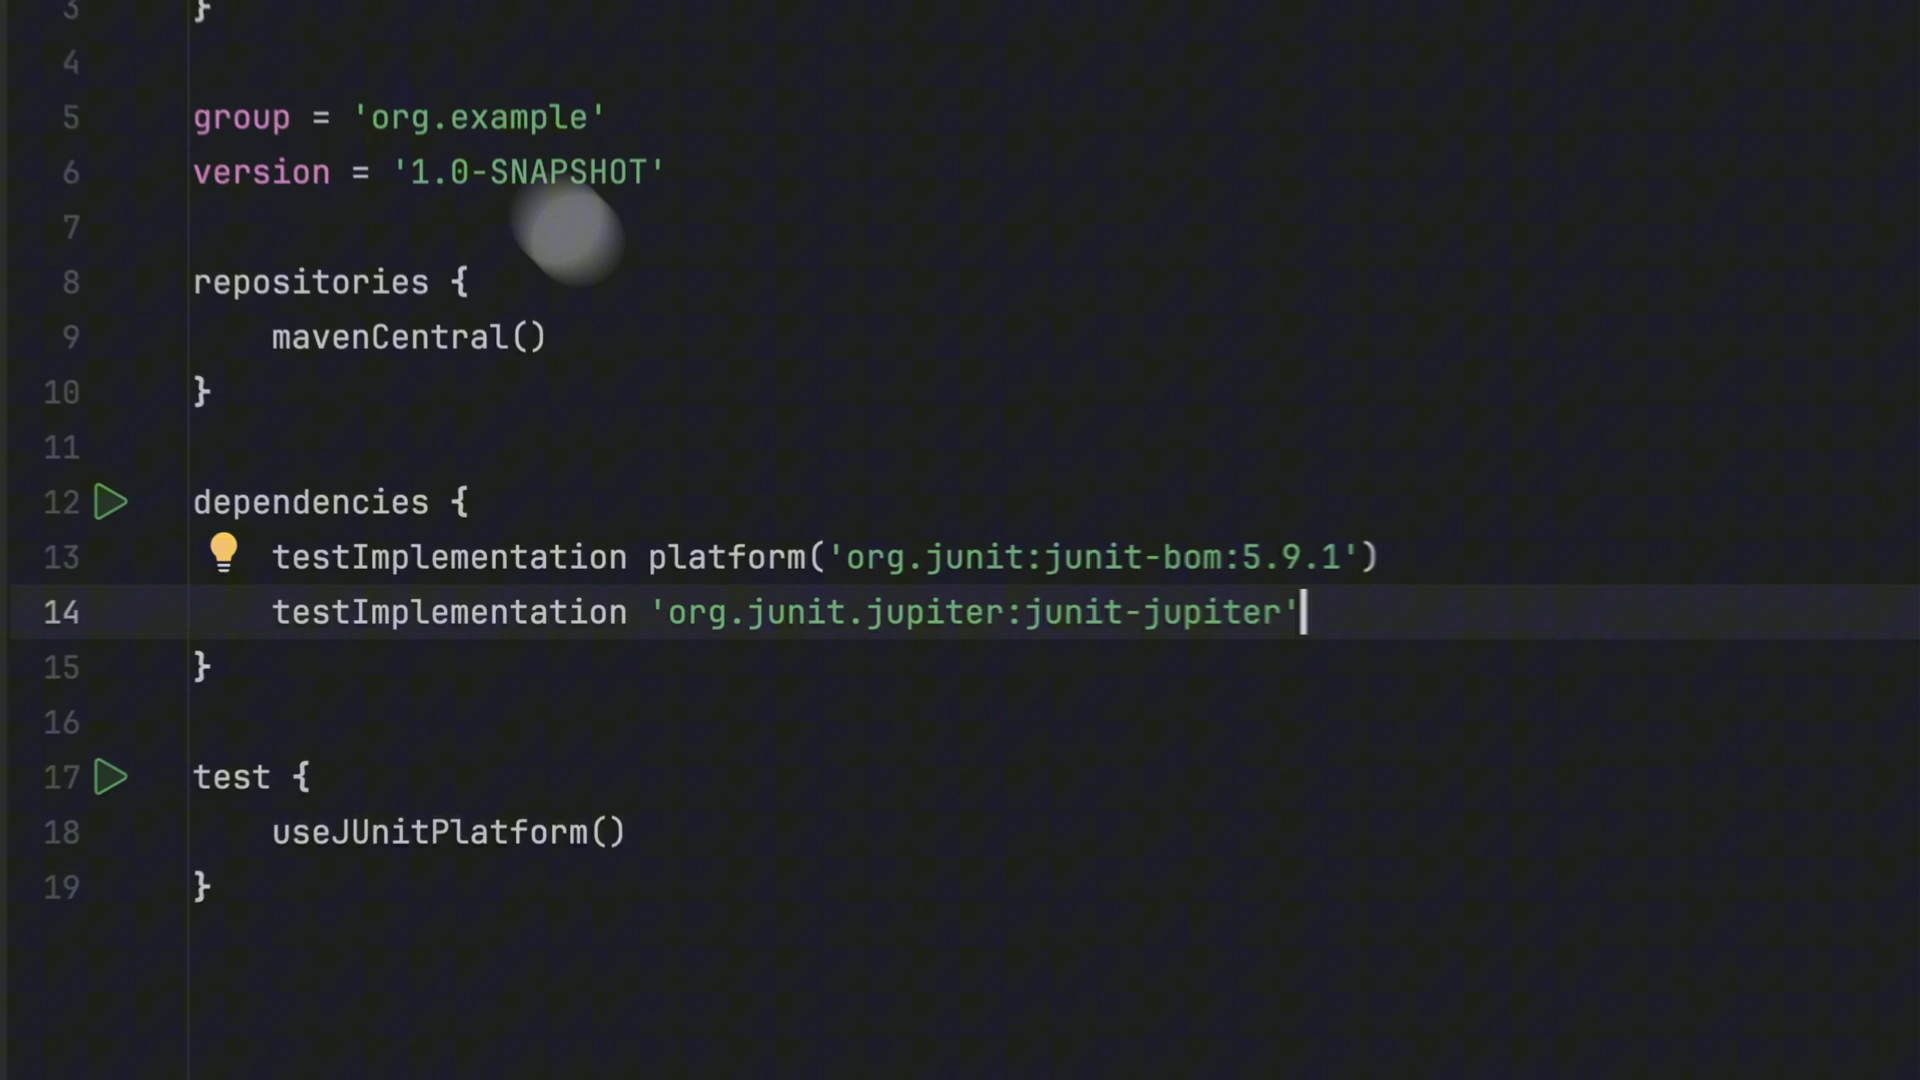 3 }
4
5 group = 'org.example'
6 version = '1.0-SNAPSHOT'
7
8 repositories {
9 mavenCentral()
10 }
11
12 dependencies {
13 testImplementation platform('org.junit:junit-bom:5.9.1')
14 testImplementation 'org.junit.jupiter:junit-jupiter'
15 }
16
17 test {
18 useJUnitPlatform()
19 }